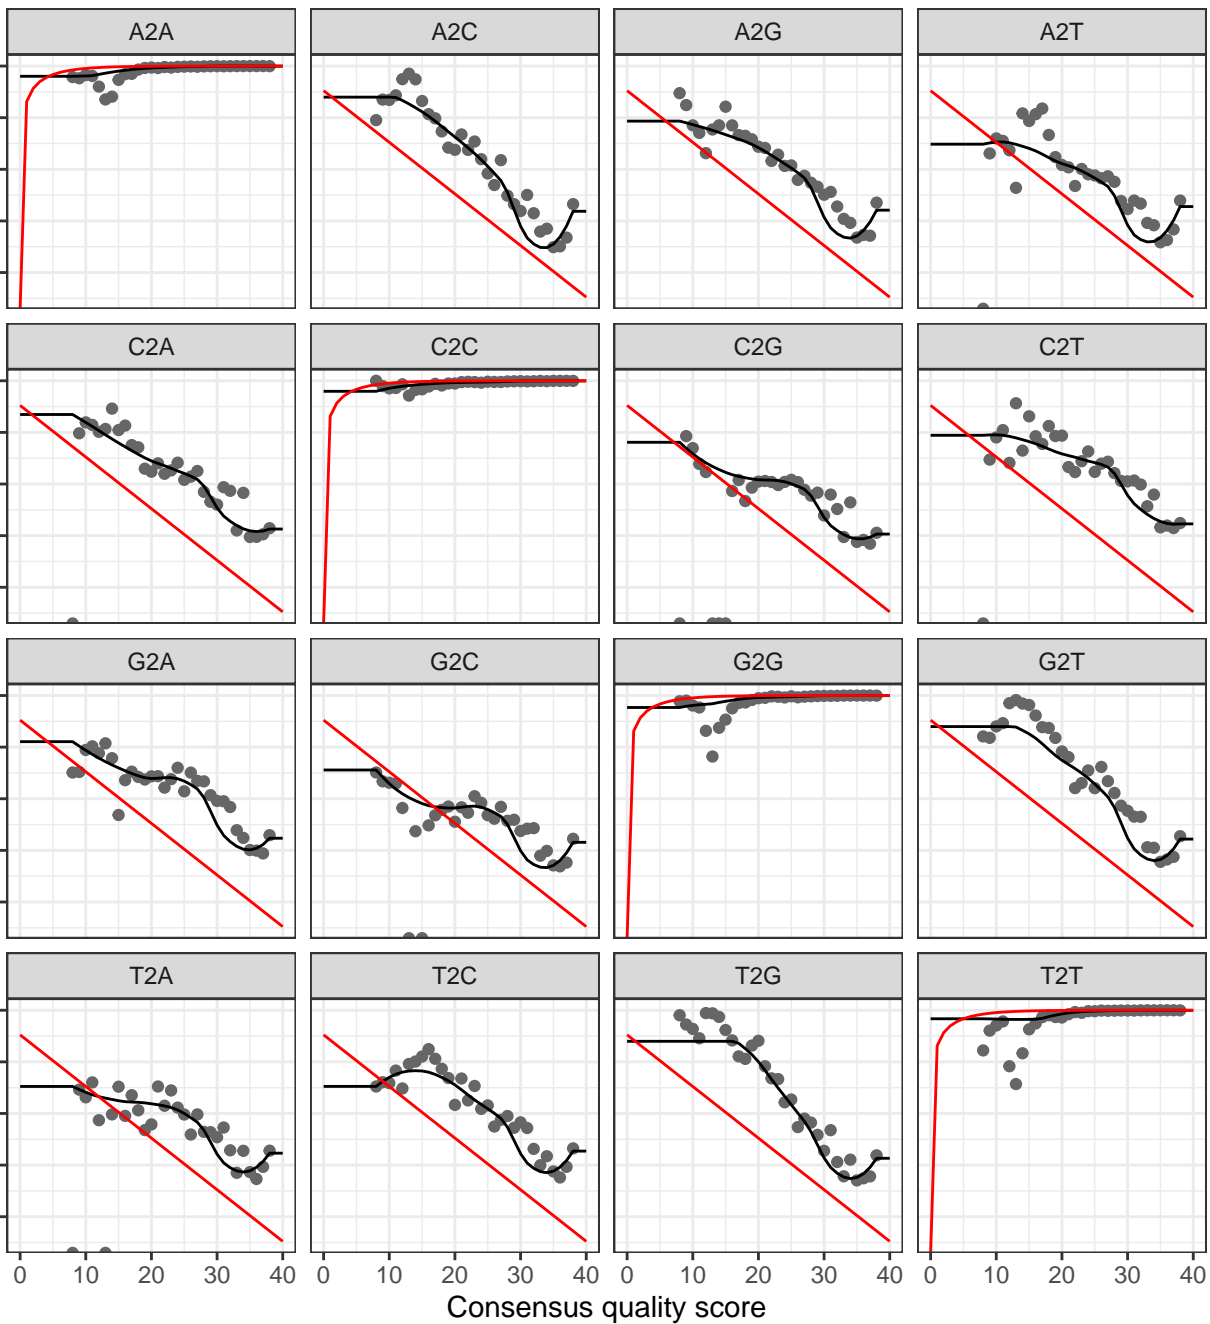 A2A A2C A2G A2T
C2A C2C C2G C2T
G2A G2C G2G G2T
T2A T2C T2G T2T
0 10 20 30 40 0 10 20 30 40 0 10 20 30 40 0 10 20 30 40
Consensus quality score